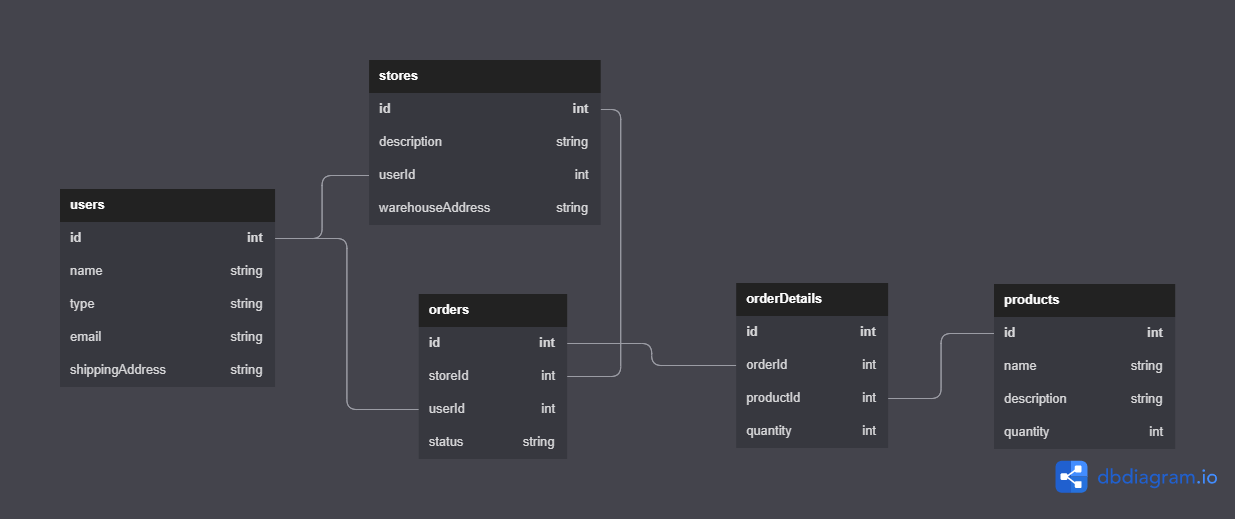 stores
id int
description string
userId int
warehouseAddress string
users
id int
name string
type string
email string
shippingAddress string
orders
id int
storeId int
userId int
status string
orderDetails
id int
orderId int
productId int
quantity int
products
id int
name string
description string
quantity int
dbdiagram.io